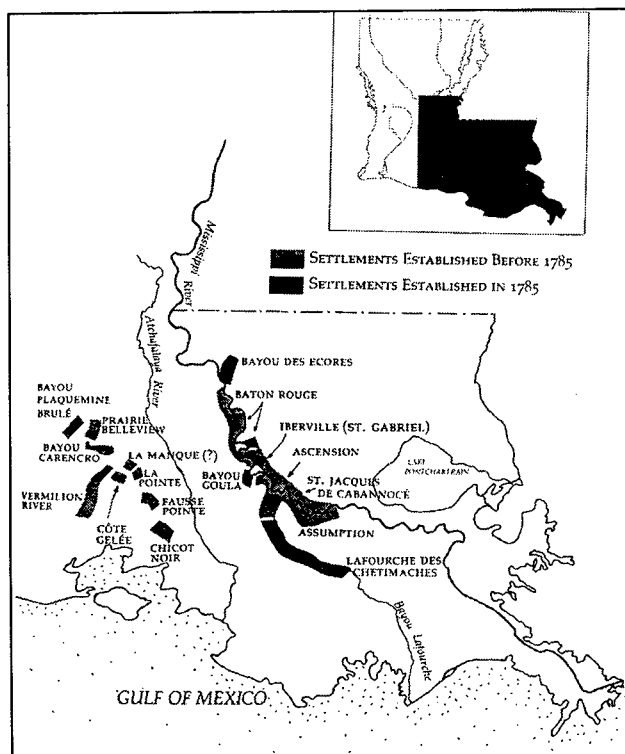 SETTLEMENTS ESTABLISHED BEFORE 1785
SETTLEMENTS ESTABLISHED IN 1785
Mississippi
River
Atchafalaya River
BAYOU DES ECORES
BATON ROUGE
BAYOU
PLAQUEMINE
BRULÉ
PRAIRIE
BELLEVIEW
IBERVILLE (ST. GABRIEL)
BAYOU
CARENCRO
LA MANQUE (?)
LA
POINTE
ASCENSION
BAYOU
GOULA
LAKE
PONTCHARTRAIN
ST. JACQUES
DE CABANNOCÉ
VERMILION
RIVER
FAUSSE
POINTE
CÔTE
GELÉE
ASSUMPTION
CHICOT
NOIR
LAFOURCHE DES
CHETIMACHES
Bayou Lafourche
GULF OF MEXICO